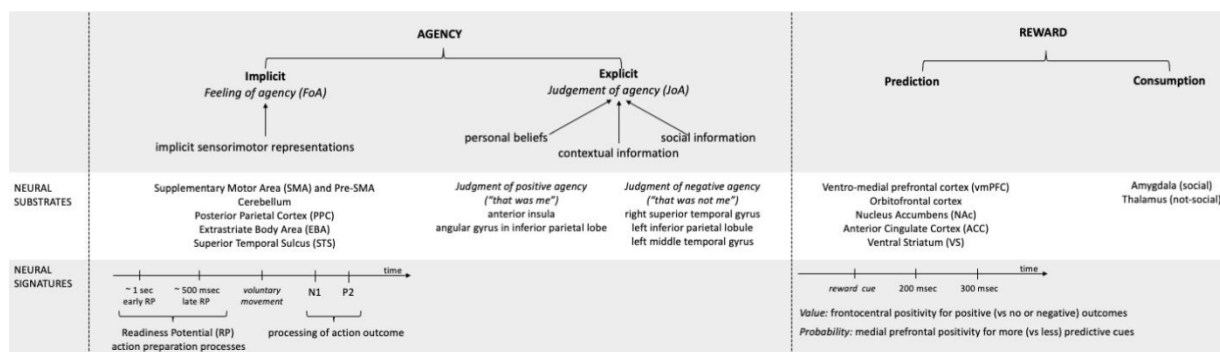 AGENCY
REWARD
Implicit
Feeling of agency (FoA)
Explicit
Judgement of agency (JoA)
Prediction
Consumption
implicit sensorimotor representations
personal beliefs
contextual information
social information
NEURAL
SUBSTRATES
Supplementary Motor Area (SMA) and Pre-SMA
Cerebellum
Posterior Parietal Cortex (PPC)
Extrastriate Body Area (EBA)
Superior Temporal Sulcus (STS)
Judgment of positive agency
("that was me")
anterior insula
angular gyrus in inferior parietal lobe
Judgment of negative agency
("that was not me")
right superior temporal gyrus
left inferior parietal lobule
left middle temporal gyrus
Ventro-medial prefrontal cortex (vmPFC)
Orbitofrontal cortex
Nucleus Accumbens (NAc)
Anterior Cingulate Cortex (ACC)
Ventral Striatum (VS)
Amygdala (social)
Thalamus (not-social)
NEURAL
SIGNATURES
time
~ 1 sec
early RP
~ 500 msec
late RP
voluntary
movement
N1
P2
Readiness Potential (RP)
action preparation processes
processing of action outcome
time
reward cue
200 msec
300 msec
Value: frontocentral positivity for positive (vs no or negative) outcomes
Probability: medial prefrontal positivity for more (vs less) predictive cues